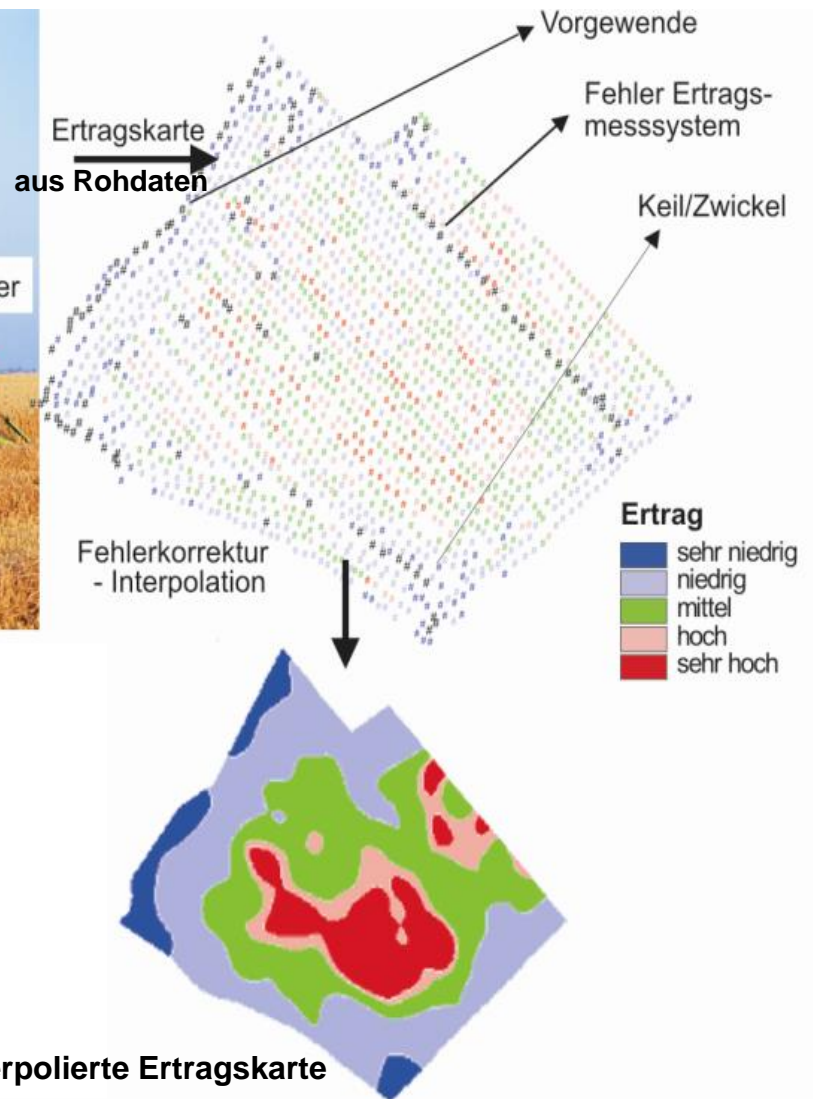 Vorgewende
Fehler Ertrags-
messsystem
Ertragskarte
aus Rohdaten
Keil/Zwickel
er
Fehlerkorrektur
- Interpolation
Ertrag
sehr niedrig
niedrig
mittel
hoch
sehr hoch
rpolierte Ertragskarte